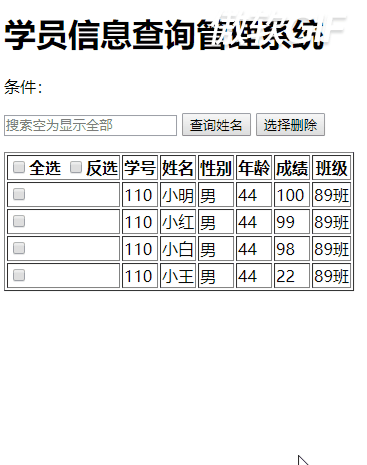 学员信息查询管理系统
条件：
搜索空为显示全部 查询姓名 选择删除
全选 反选 学号 姓名 性别 年龄 成绩 班级
110 小明 男 44 100 89班
110 小红 男 44 99 89班
110 小白 男 44 98 89班
110 小王 男 44 22 89班